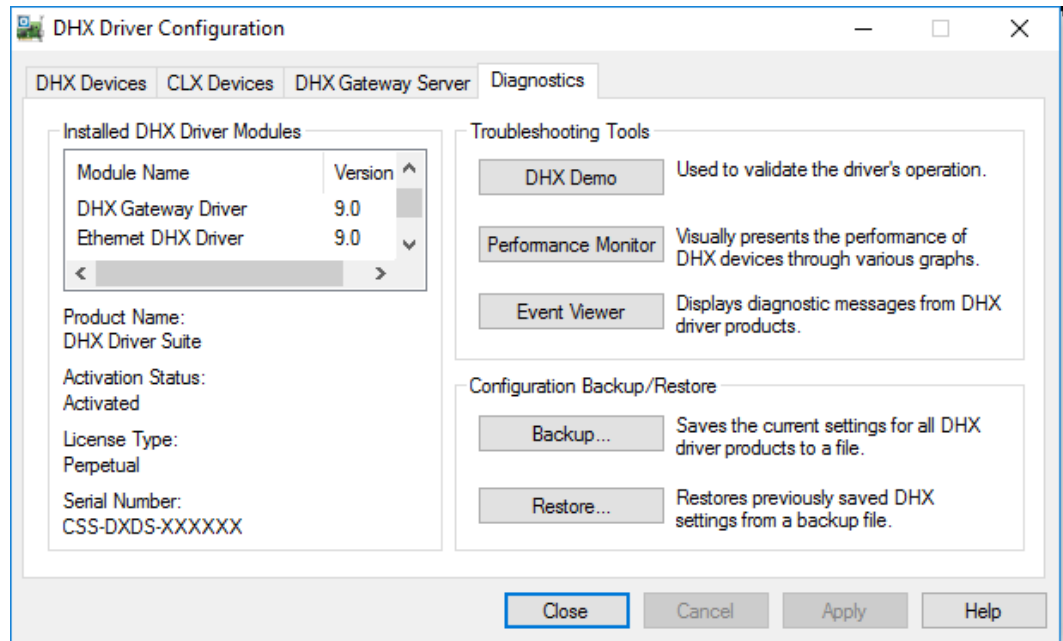 DHX Driver Configuration
DHX Devices CLX Devices DHX Gateway Server Diagnostics
Installed DHX Driver Modules
Module Name Version
DHX Gateway Driver 9.0
Ethernet DHX Driver 9.0
Product Name:
DHX Driver Suite
Activation Status:
Activated
License Type:
Perpetual
Serial Number:
CSS-DXDS-XXXXXX
Troubleshooting Tools
DHX Demo
Used to validate the driver's operation.
Performance Monitor
Visually presents the performance of
DHX devices through various graphs.
Event Viewer
Displays diagnostic messages from DHX
driver products.
Configuration Backup/Restore
Backup...
Saves the current settings for all DHX
driver products to a file.
Restore...
Restores previously saved DHX
settings from a backup file.
Close Cancel Apply Help